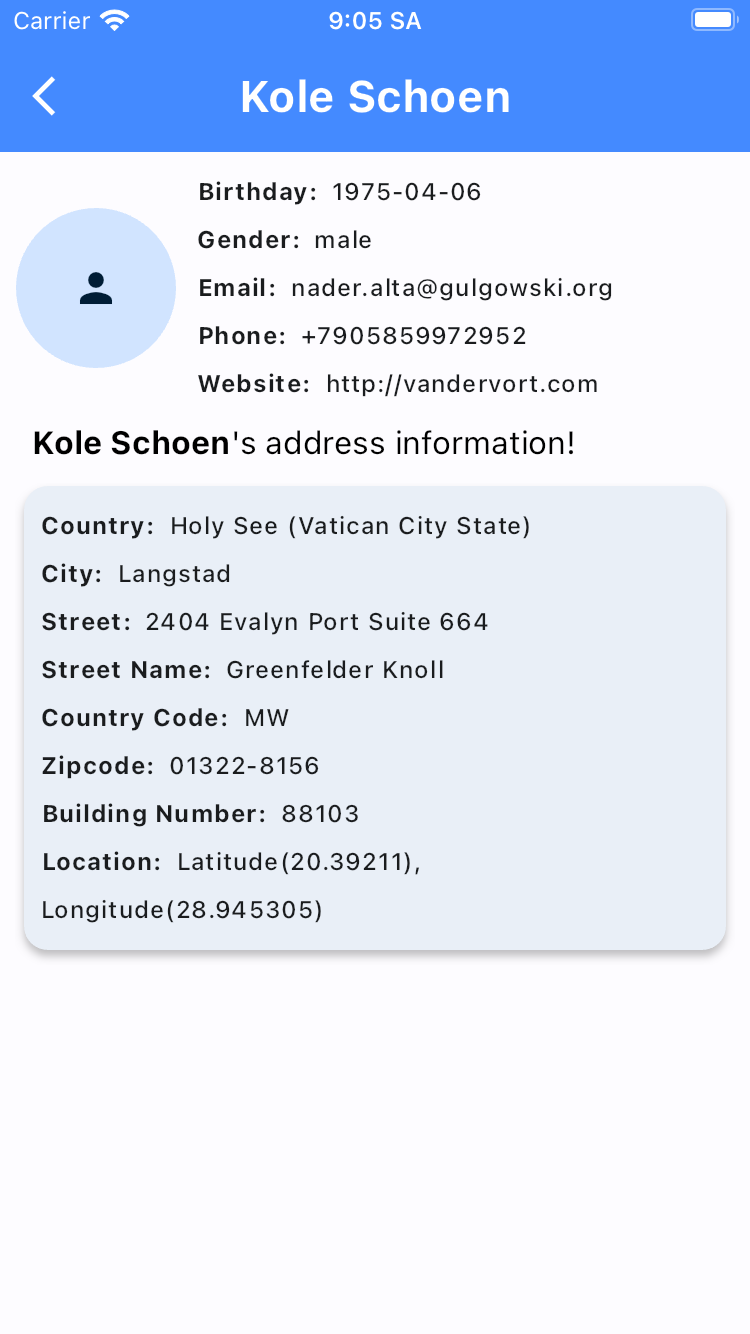 Carrier 9:05 SA
Kole Schoen
Birthday: 1975-04-06
Gender: male
Email: nader.alta@gulgowski.org
Phone: +7905859972952
Website: http://vandervort.com
Kole Schoen's address information!
Country: Holy See (Vatican City State)
City: Langstad
Street: 2404 Evalyn Port Suite 664
Street Name: Greenfelder Knoll
Country Code: MW
Zipcode: 01322-8156
Building Number: 88103
Location: Latitude(20.39211),
Longitude(28.945305)